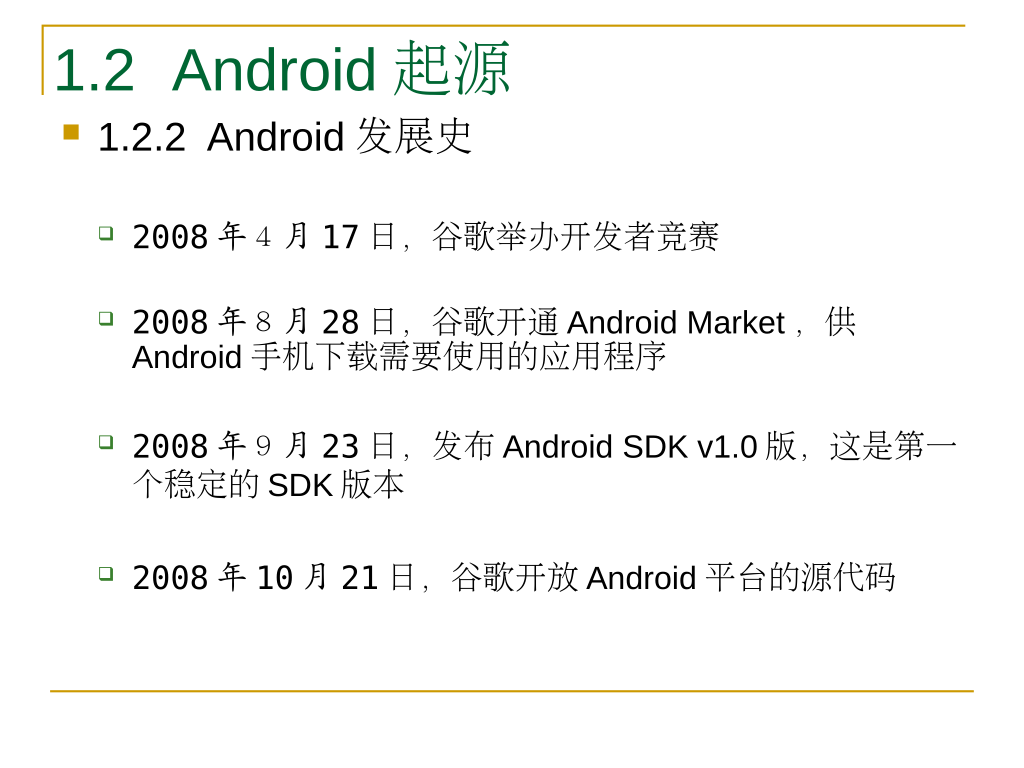 1.2 Android 起源
1.2.2 Android 发展史
2008 年 4 月 17 日，谷歌举办开发者竞赛
2008 年 8 月 28 日，谷歌开通 Android Market ，供
Android 手机下载需要使用的应用程序
2008 年 9 月 23 日，发布 Android SDK v1.0 版，这是第一
个稳定的 SDK 版本
2008 年 10 月 21 日，谷歌开放 Android 平台的源代码